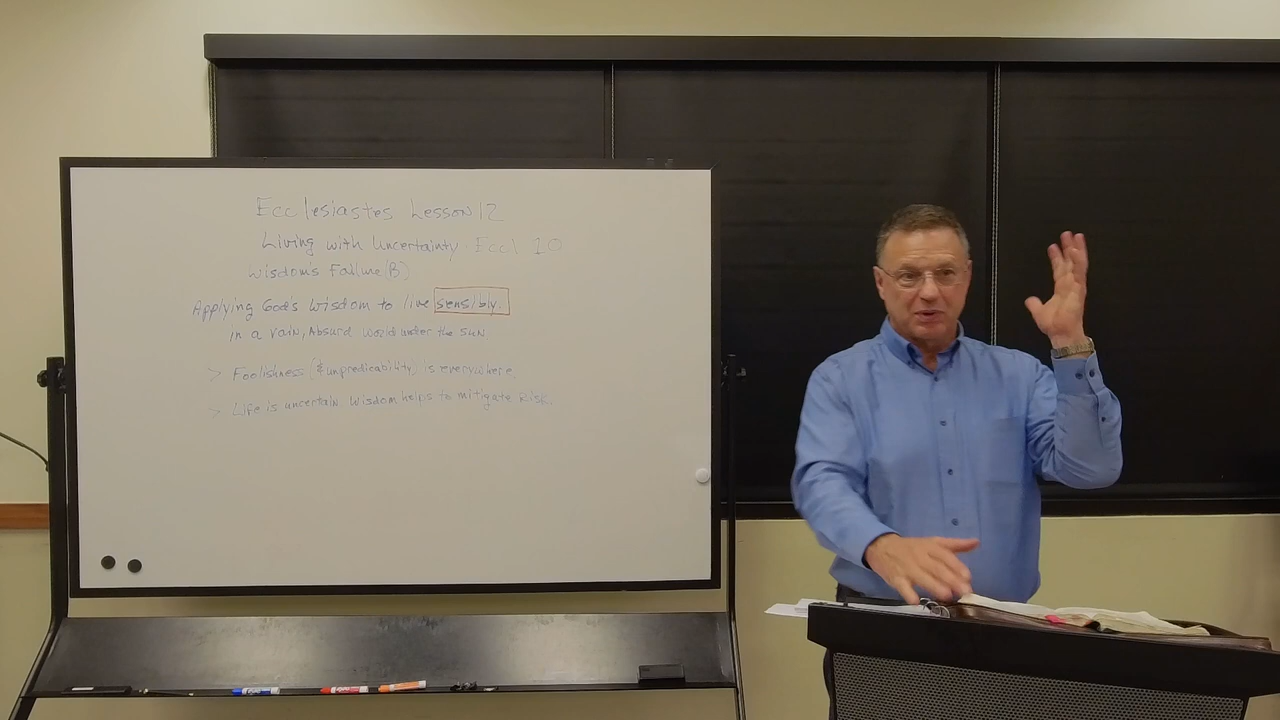 Ecclesiastes Lesson 12
Living with Uncertainty. Eccl 10
Wisdom's Failure (B)
Applying God's Wisdom to live sensibly.
in a vain, Absurd world under the sun
> Foolishness (& unpredicability) is everywhere.
> Life is uncertain wisdom helps to mitigate Risk.